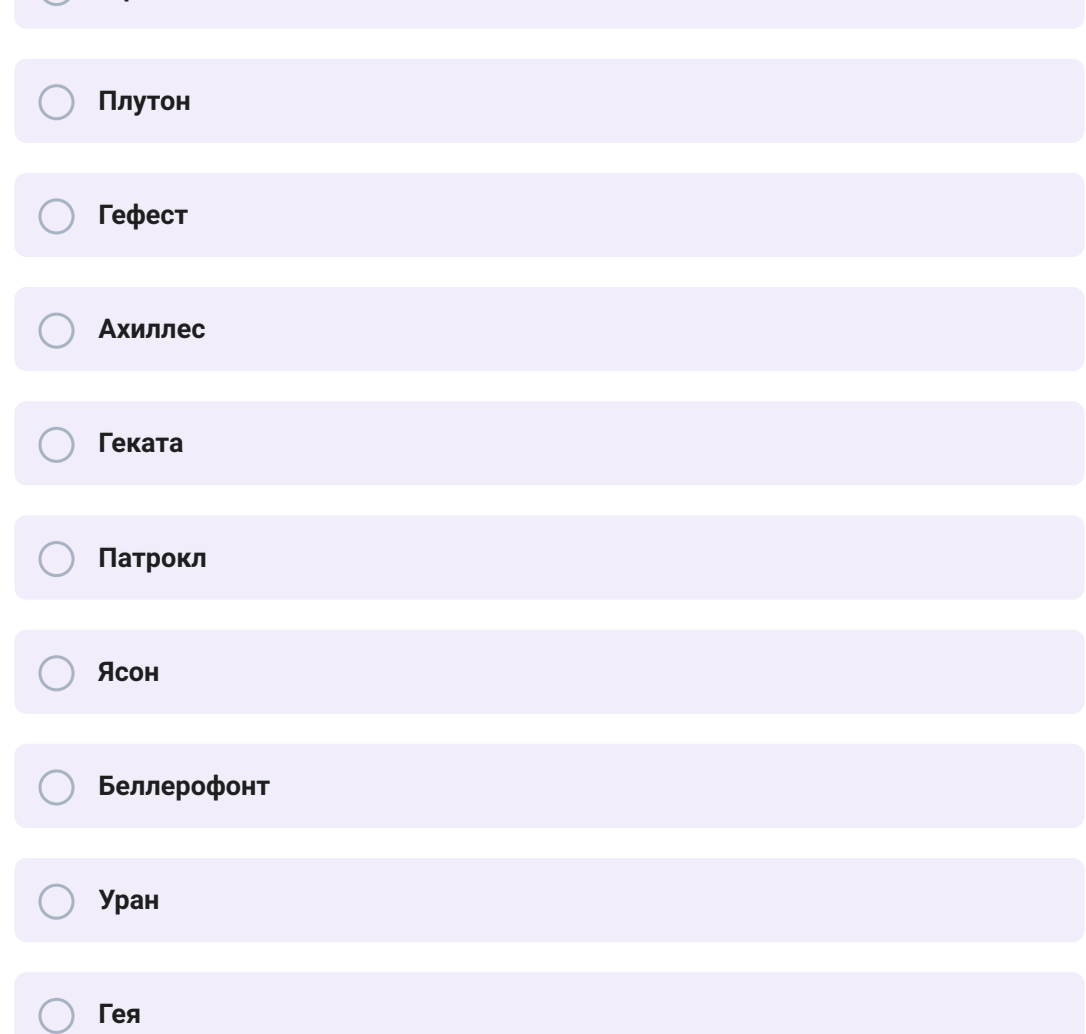 Плутон
Гефест
Ахиллес
Геката
Патрокл
Ясон
Беллерофонт
Уран
Гея